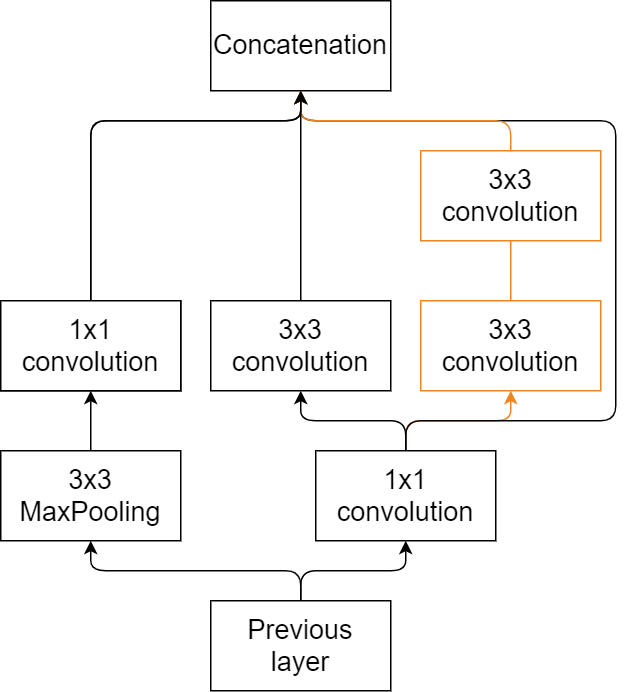 Concatenation
3x3
convolution
1x1
convolution
3x3
convolution
3x3
convolution
3x3
MaxPooling
1x1
convolution
Previous
layer